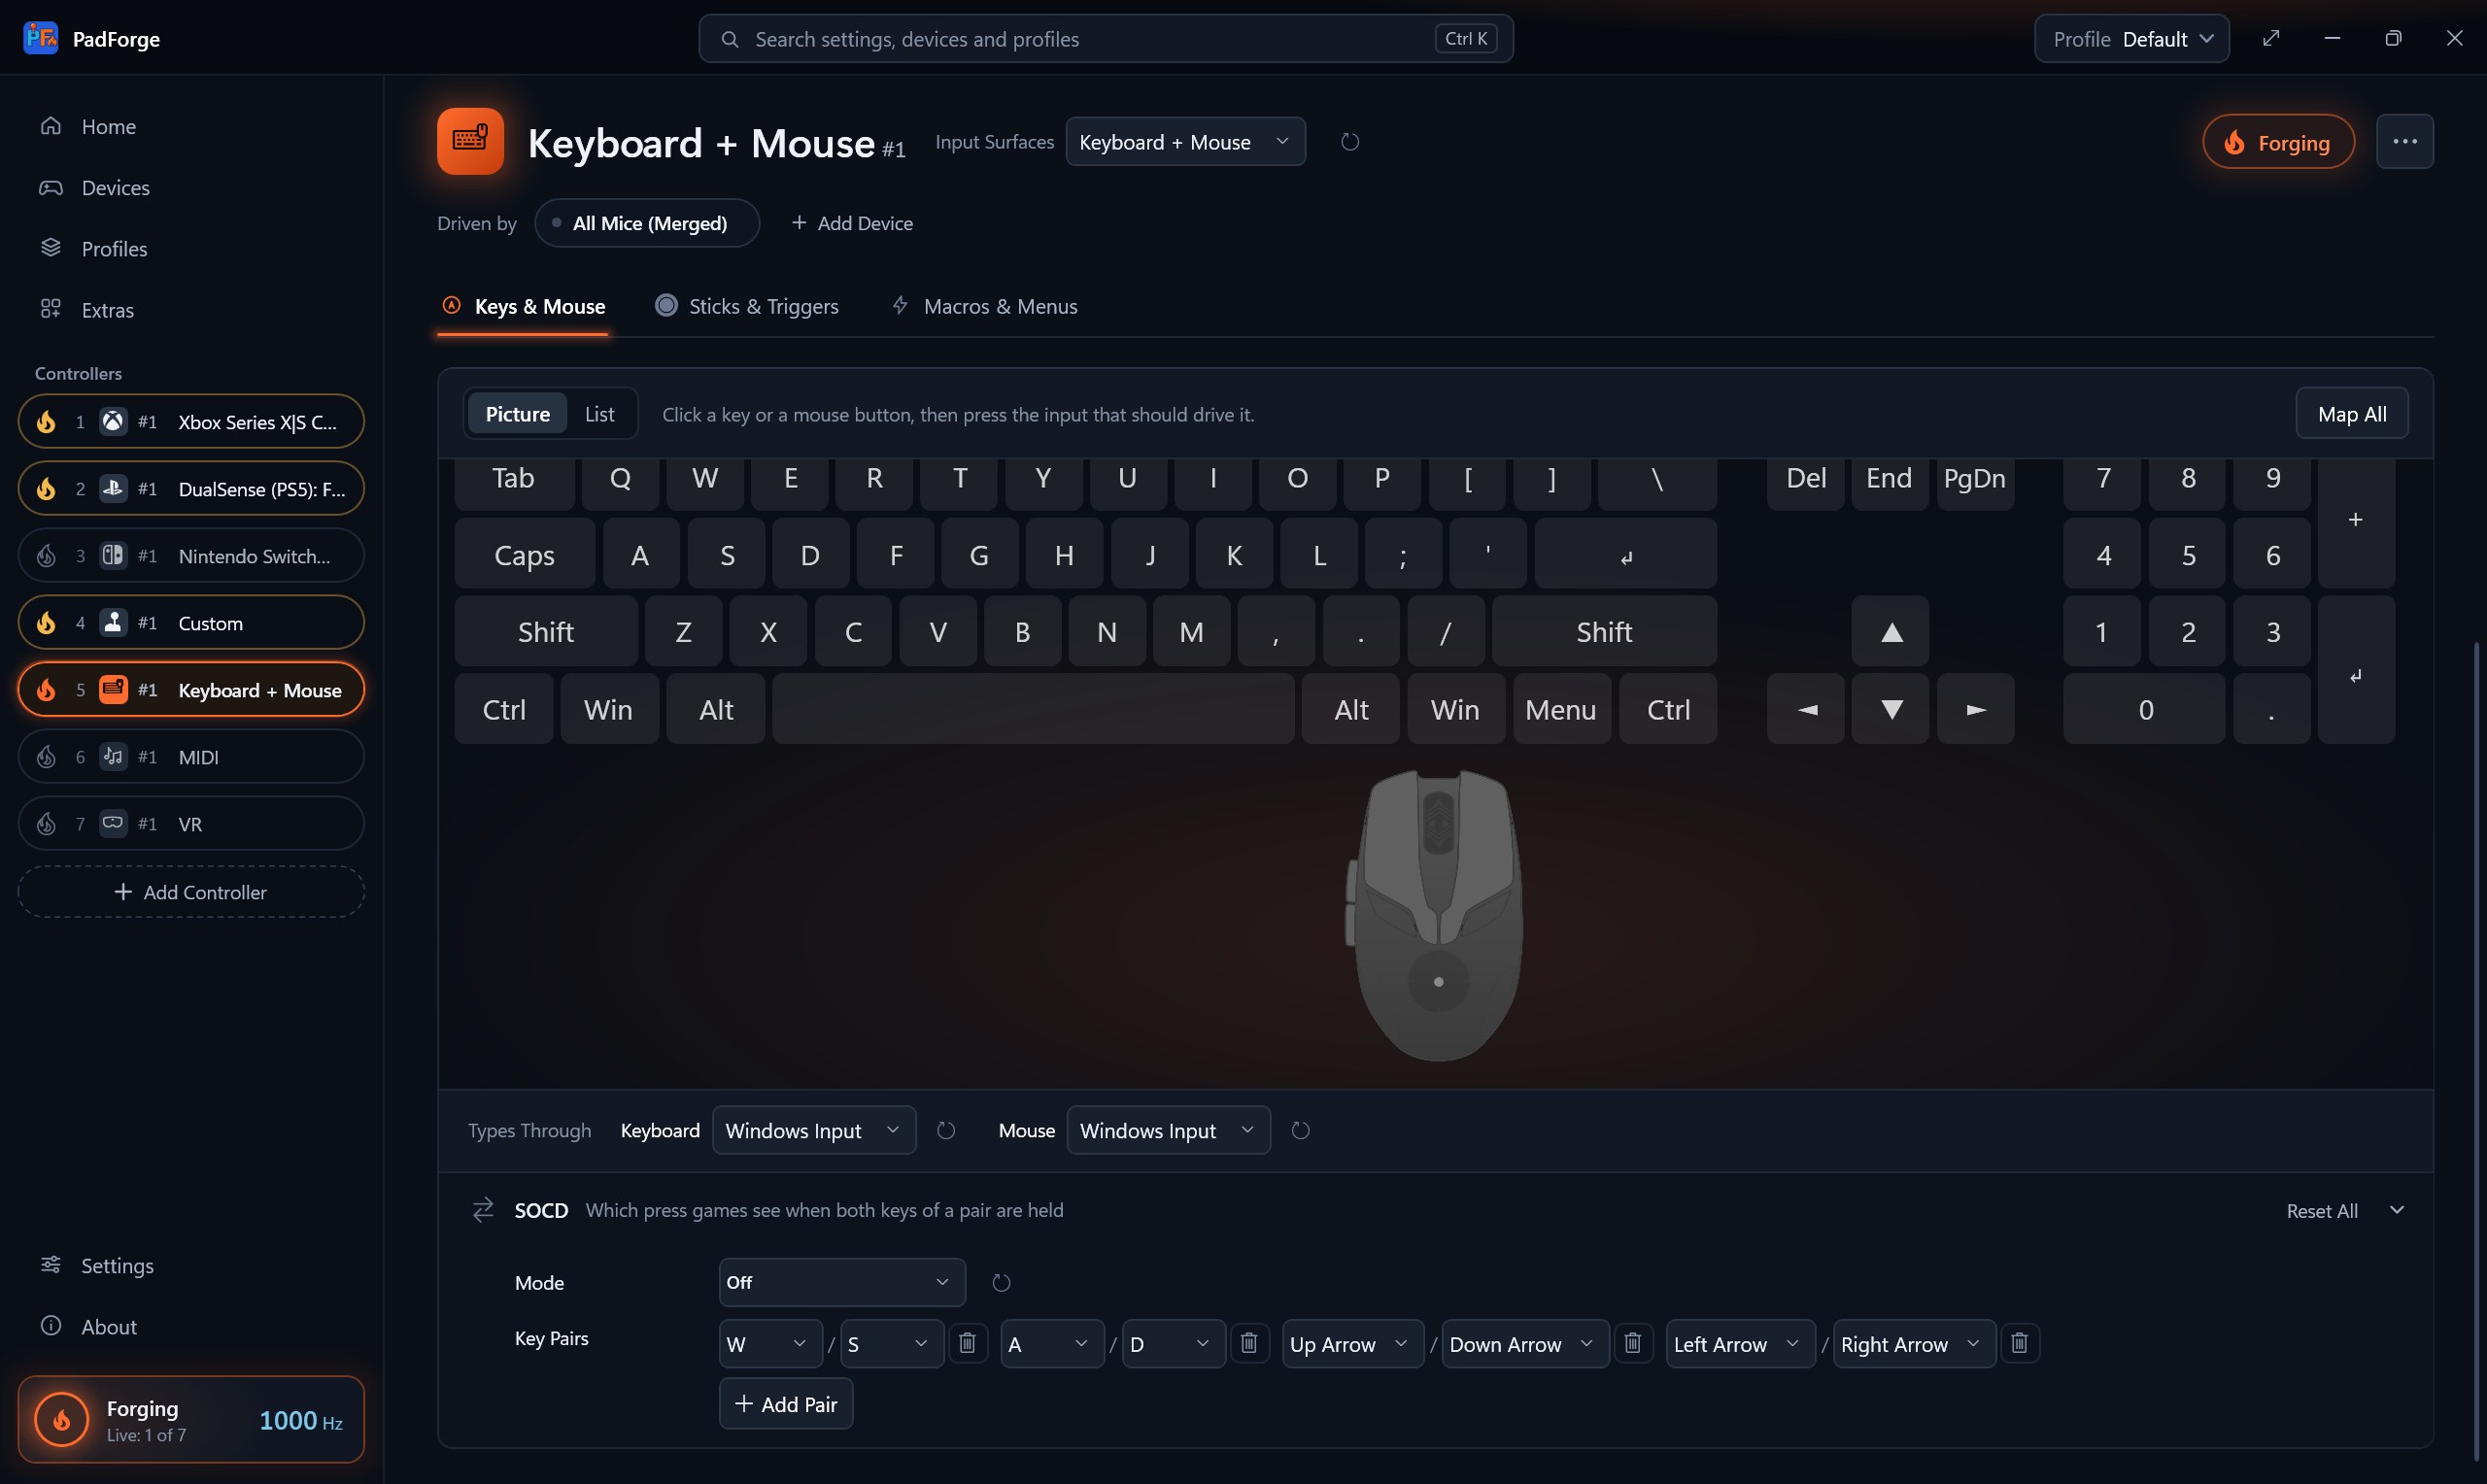 PadForge
Search settings, devices and profiles
Ctrl K
Profile Default
Home
Devices
Profiles
Extras
Controllers
1 #1 Xbox Series X|S C...
2 #1 DualSense (PS5): F...
3 #1 Nintendo Switch...
4 #1 Custom
5 #1 Keyboard + Mouse
6 #1 MIDI
7 #1 VR
+ Add Controller
Settings
About
Forging
Live: 1 of 7
1000 Hz
Keyboard + Mouse #1
Input Surfaces Keyboard + Mouse
Forging
...
Driven by All Mice (Merged) + Add Device
Keys & Mouse Sticks & Triggers Macros & Menus
Picture List Click a key or a mouse button, then press the input that should drive it. Map All
Tab Q W E R T Y U I O P [ ] \ Del End PgDn 7 8 9 +
Caps A S D F G H J K L ; ' ↲ 4 5 6
Shift Z X C V B N M , . / Shift ▲ 1 2 3 ↲
Ctrl Win Alt Alt Win Menu Ctrl ◄ ▼ ► 0 .
Types Through Keyboard Windows Input Mouse Windows Input
SOCD Which press games see when both keys of a pair are held Reset All
Mode Off
Key Pairs W / S A / D Up Arrow / Down Arrow Left Arrow / Right Arrow
+ Add Pair